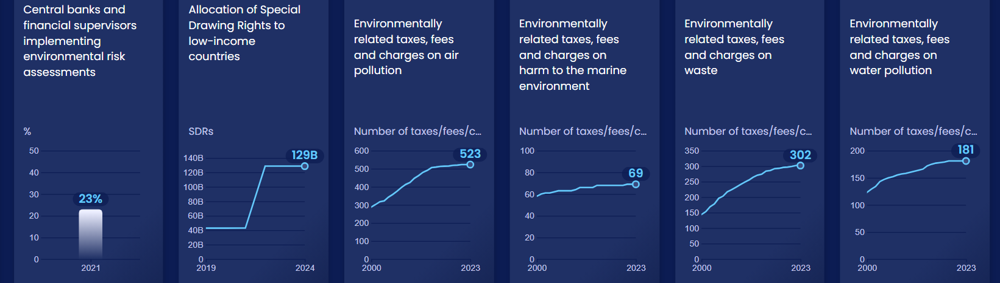 Central banks and
financial supervisors
implementing
environmental risk
assessments
%
50
40
30
20
10
0
23%
2021
Allocation of Special
Drawing Rights to
low-income
countries
SDRs
140B
120B
100B
80B
60B
40B
20B
0
129B
2019
2024
Environmentally
related taxes, fees
and charges on air
pollution
Number of taxes/fees/c...
600
500
400
300
200
100
0
523
2000
2023
Environmentally
related taxes, fees
and charges on
harm to the marine
environment
Number of taxes/fees/c...
100
80
60
40
20
0
69
2000
2023
Environmentally
related taxes, fees
and charges on
waste
Number of taxes/fees/c...
350
300
250
200
150
100
50
0
302
2000
2023
Environmentally
related taxes, fees
and charges on
water pollution
Number of taxes/fees/c...
200
150
100
50
0
181
2000
2023